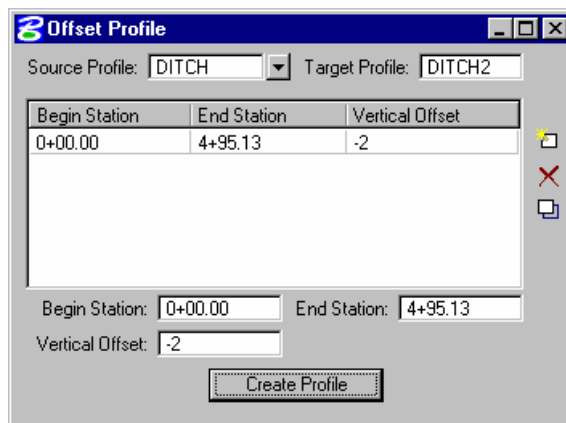 Offset Profile
Source Profile: DITCH Target Profile: DITCH2
Begin Station End Station Vertical Offset
0+00.00 4+95.13 -2
Begin Station: 0+00.00 End Station: 4+95.13
Vertical Offset: -2
Create Profile